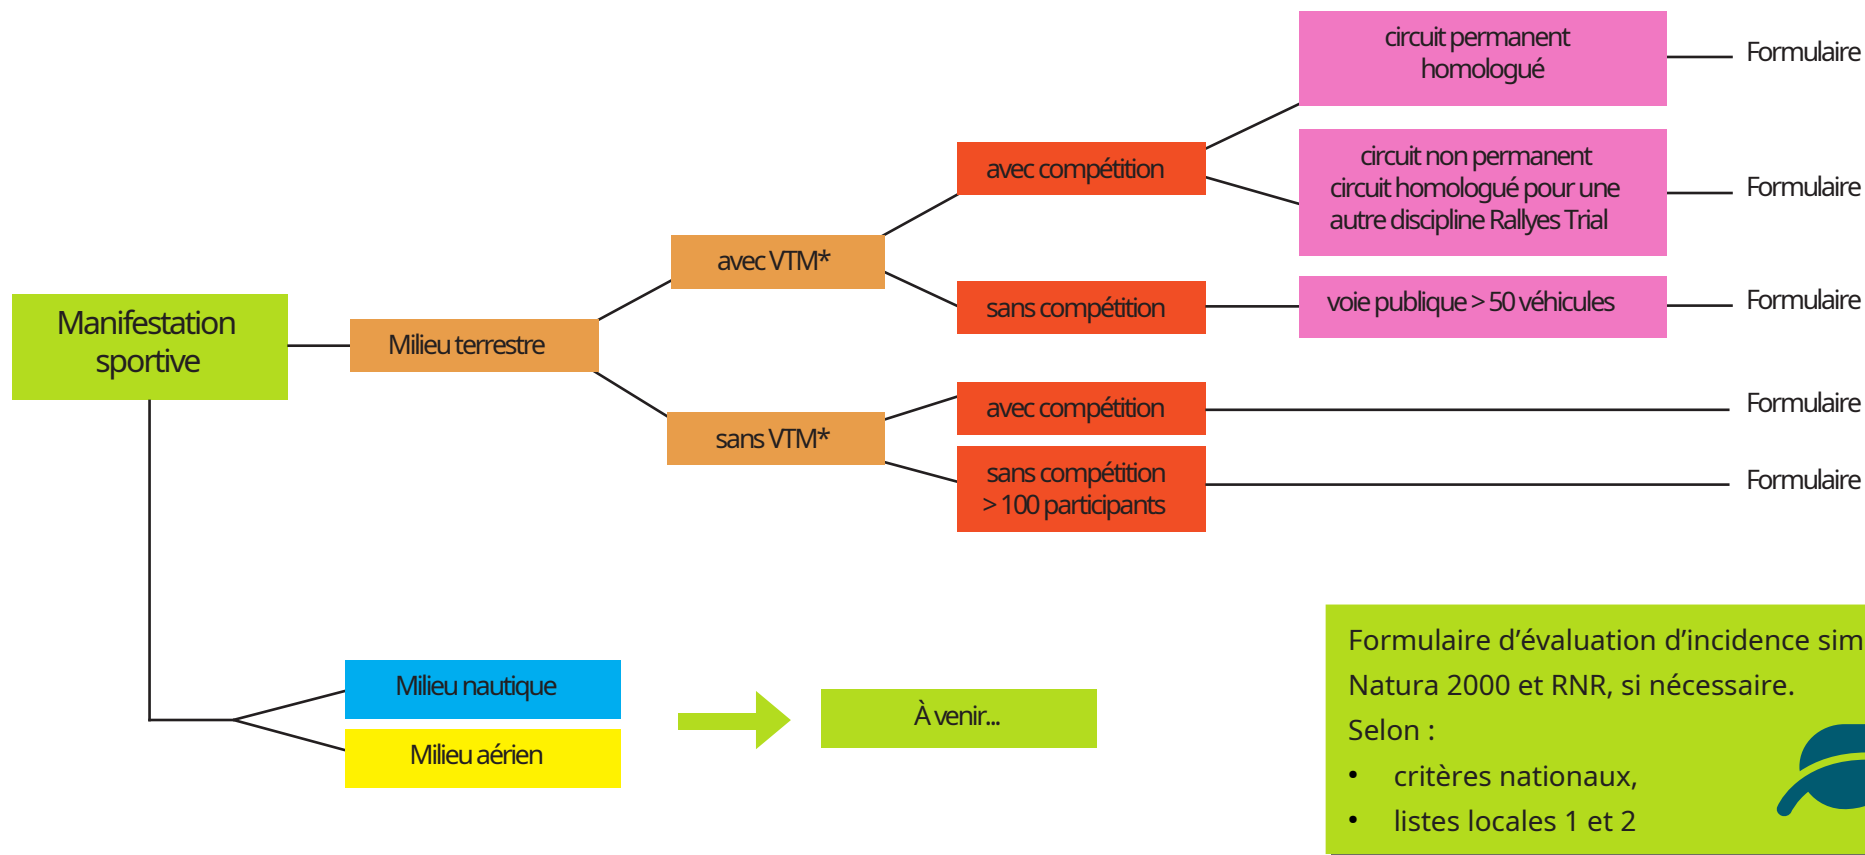 circuit permanent
homologué
Formulaire
circuit non permanent
circuit homologué pour une
autre discipline Rallyes Trial
Formulaire
avec compétition
avec VTM*
sans compétition
voie publique > 50 véhicules
Formulaire
Manifestation
sportive
Milieu terrestre
sans VTM*
avec compétition
Formulaire
sans compétition
> 100 participants
Formulaire
Milieu nautique
Milieu aérien
À venir...
Formulaire d’évaluation d’incidence sim
Natura 2000 et RNR, si nécessaire.
Selon :
• critères nationaux,
• listes locales 1 et 2